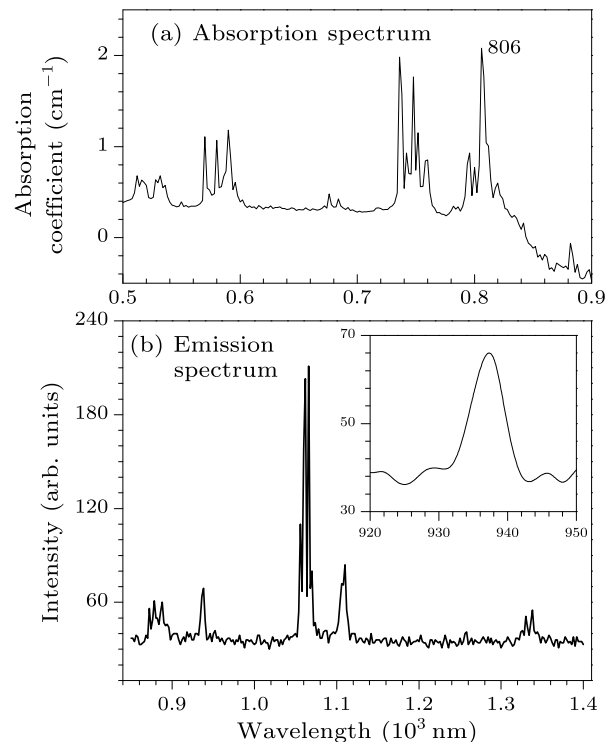 (a) Absorption spectrum
806
Absorption
coefficient (cm⁻¹)
2
1
0
0.5 0.6 0.7 0.8 0.9
(b) Emission
spectrum
Intensity (arb. units)
240
180
120
60
70
50
30
920 930 940 950
0.9 1.0 1.1 1.2 1.3 1.4
Wavelength (10³ nm)